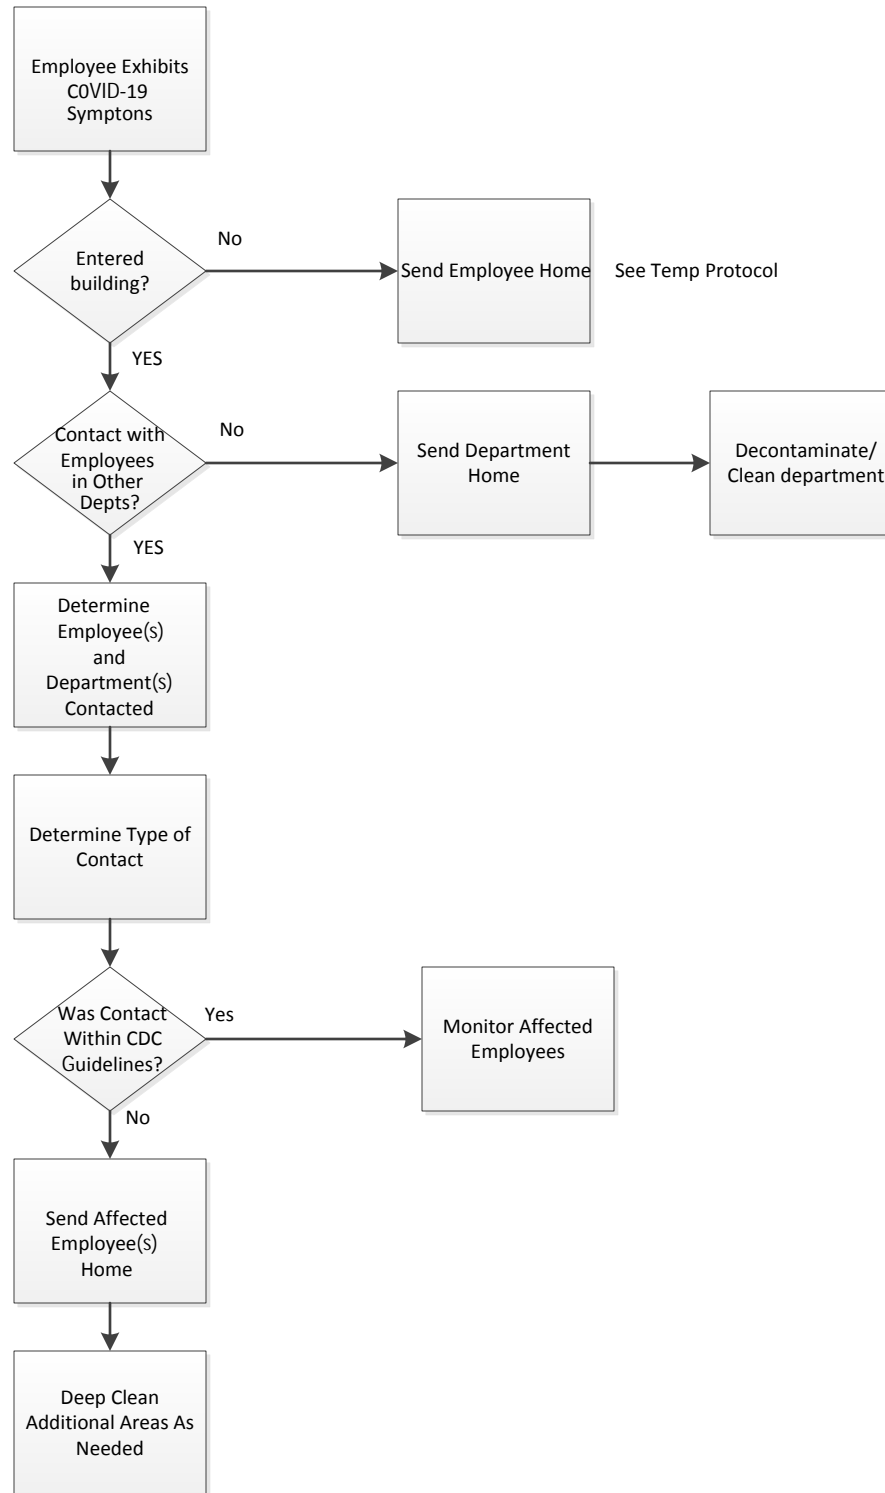 Employee Exhibits
C0VID-19
Symptons
Entered
building?
No
Send Employee Home
See Temp Protocol
YES
Contact with
Employees
in Other
Depts?
No
Send Department
Home
Decontaminate/
Clean department
YES
Determine
Employee(s)
and
Department(s)
Contacted
Determine Type of
Contact
Was Contact
Within CDC
Guidelines?
Yes
Monitor Affected
Employees
No
Send Affected
Employee(s)
Home
Deep Clean
Additional Areas As
Needed